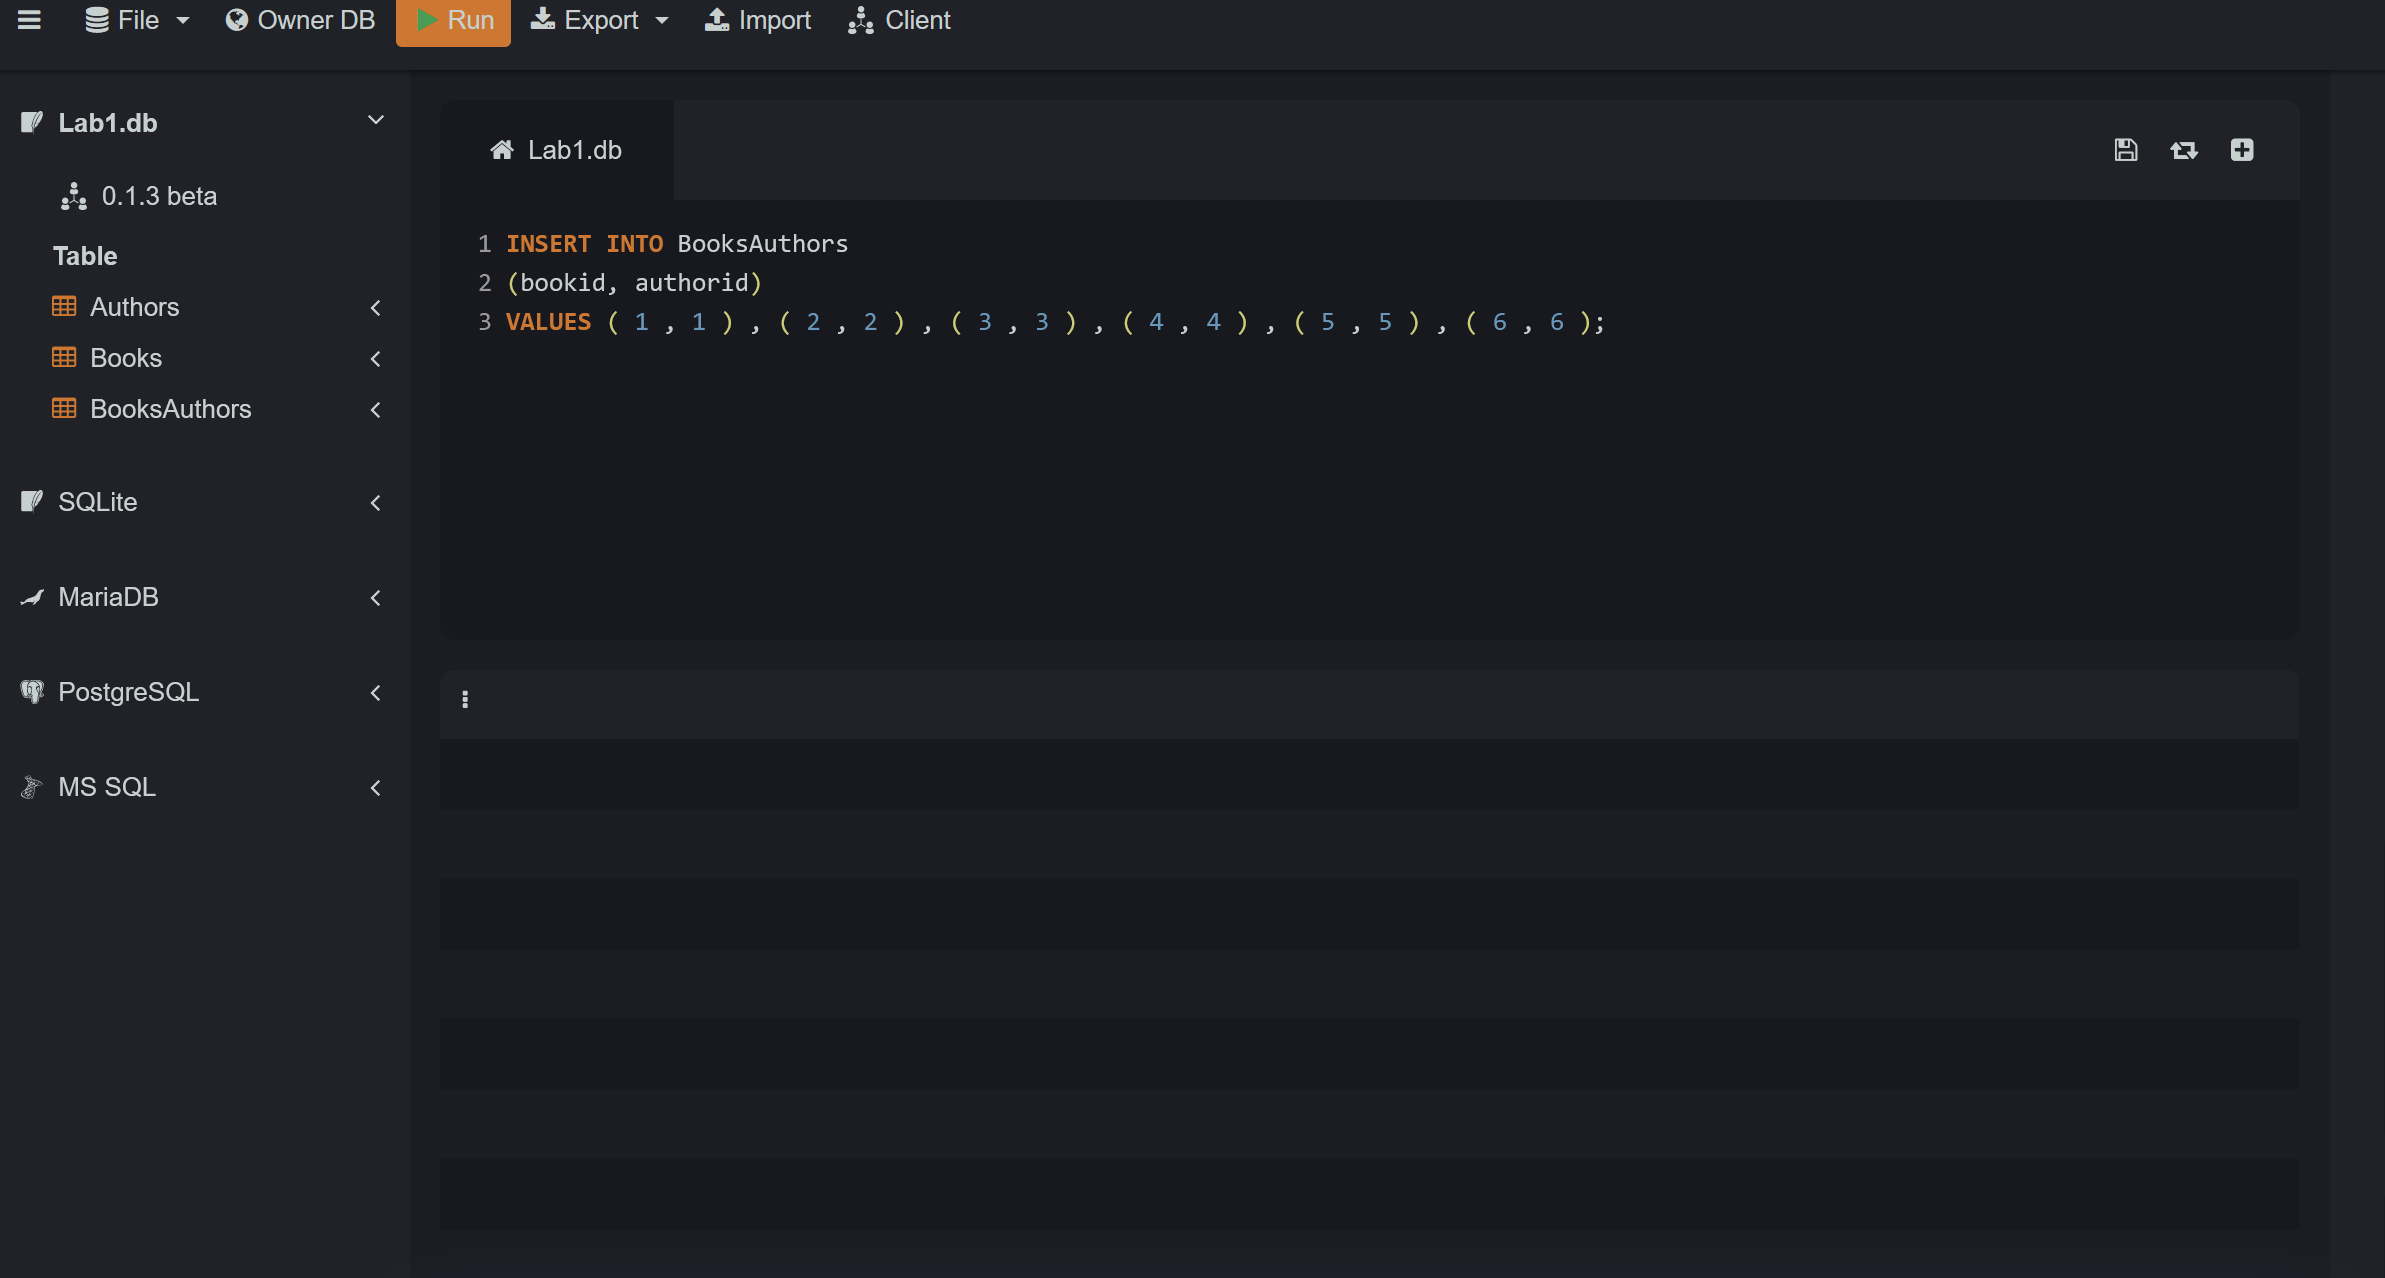 File Owner DB Run Export Import Client
Lab1.db
0.1.3 beta
Table
Authors
Books
BooksAuthors
SQLite
MariaDB
PostgreSQL
MS SQL
Lab1.db
1 INSERT INTO BooksAuthors
2 (bookid, authorid)
3 VALUES ( 1 , 1 ) , ( 2 , 2 ) , ( 3 , 3 ) , ( 4 , 4 ) , ( 5 , 5 ) , ( 6 , 6 );